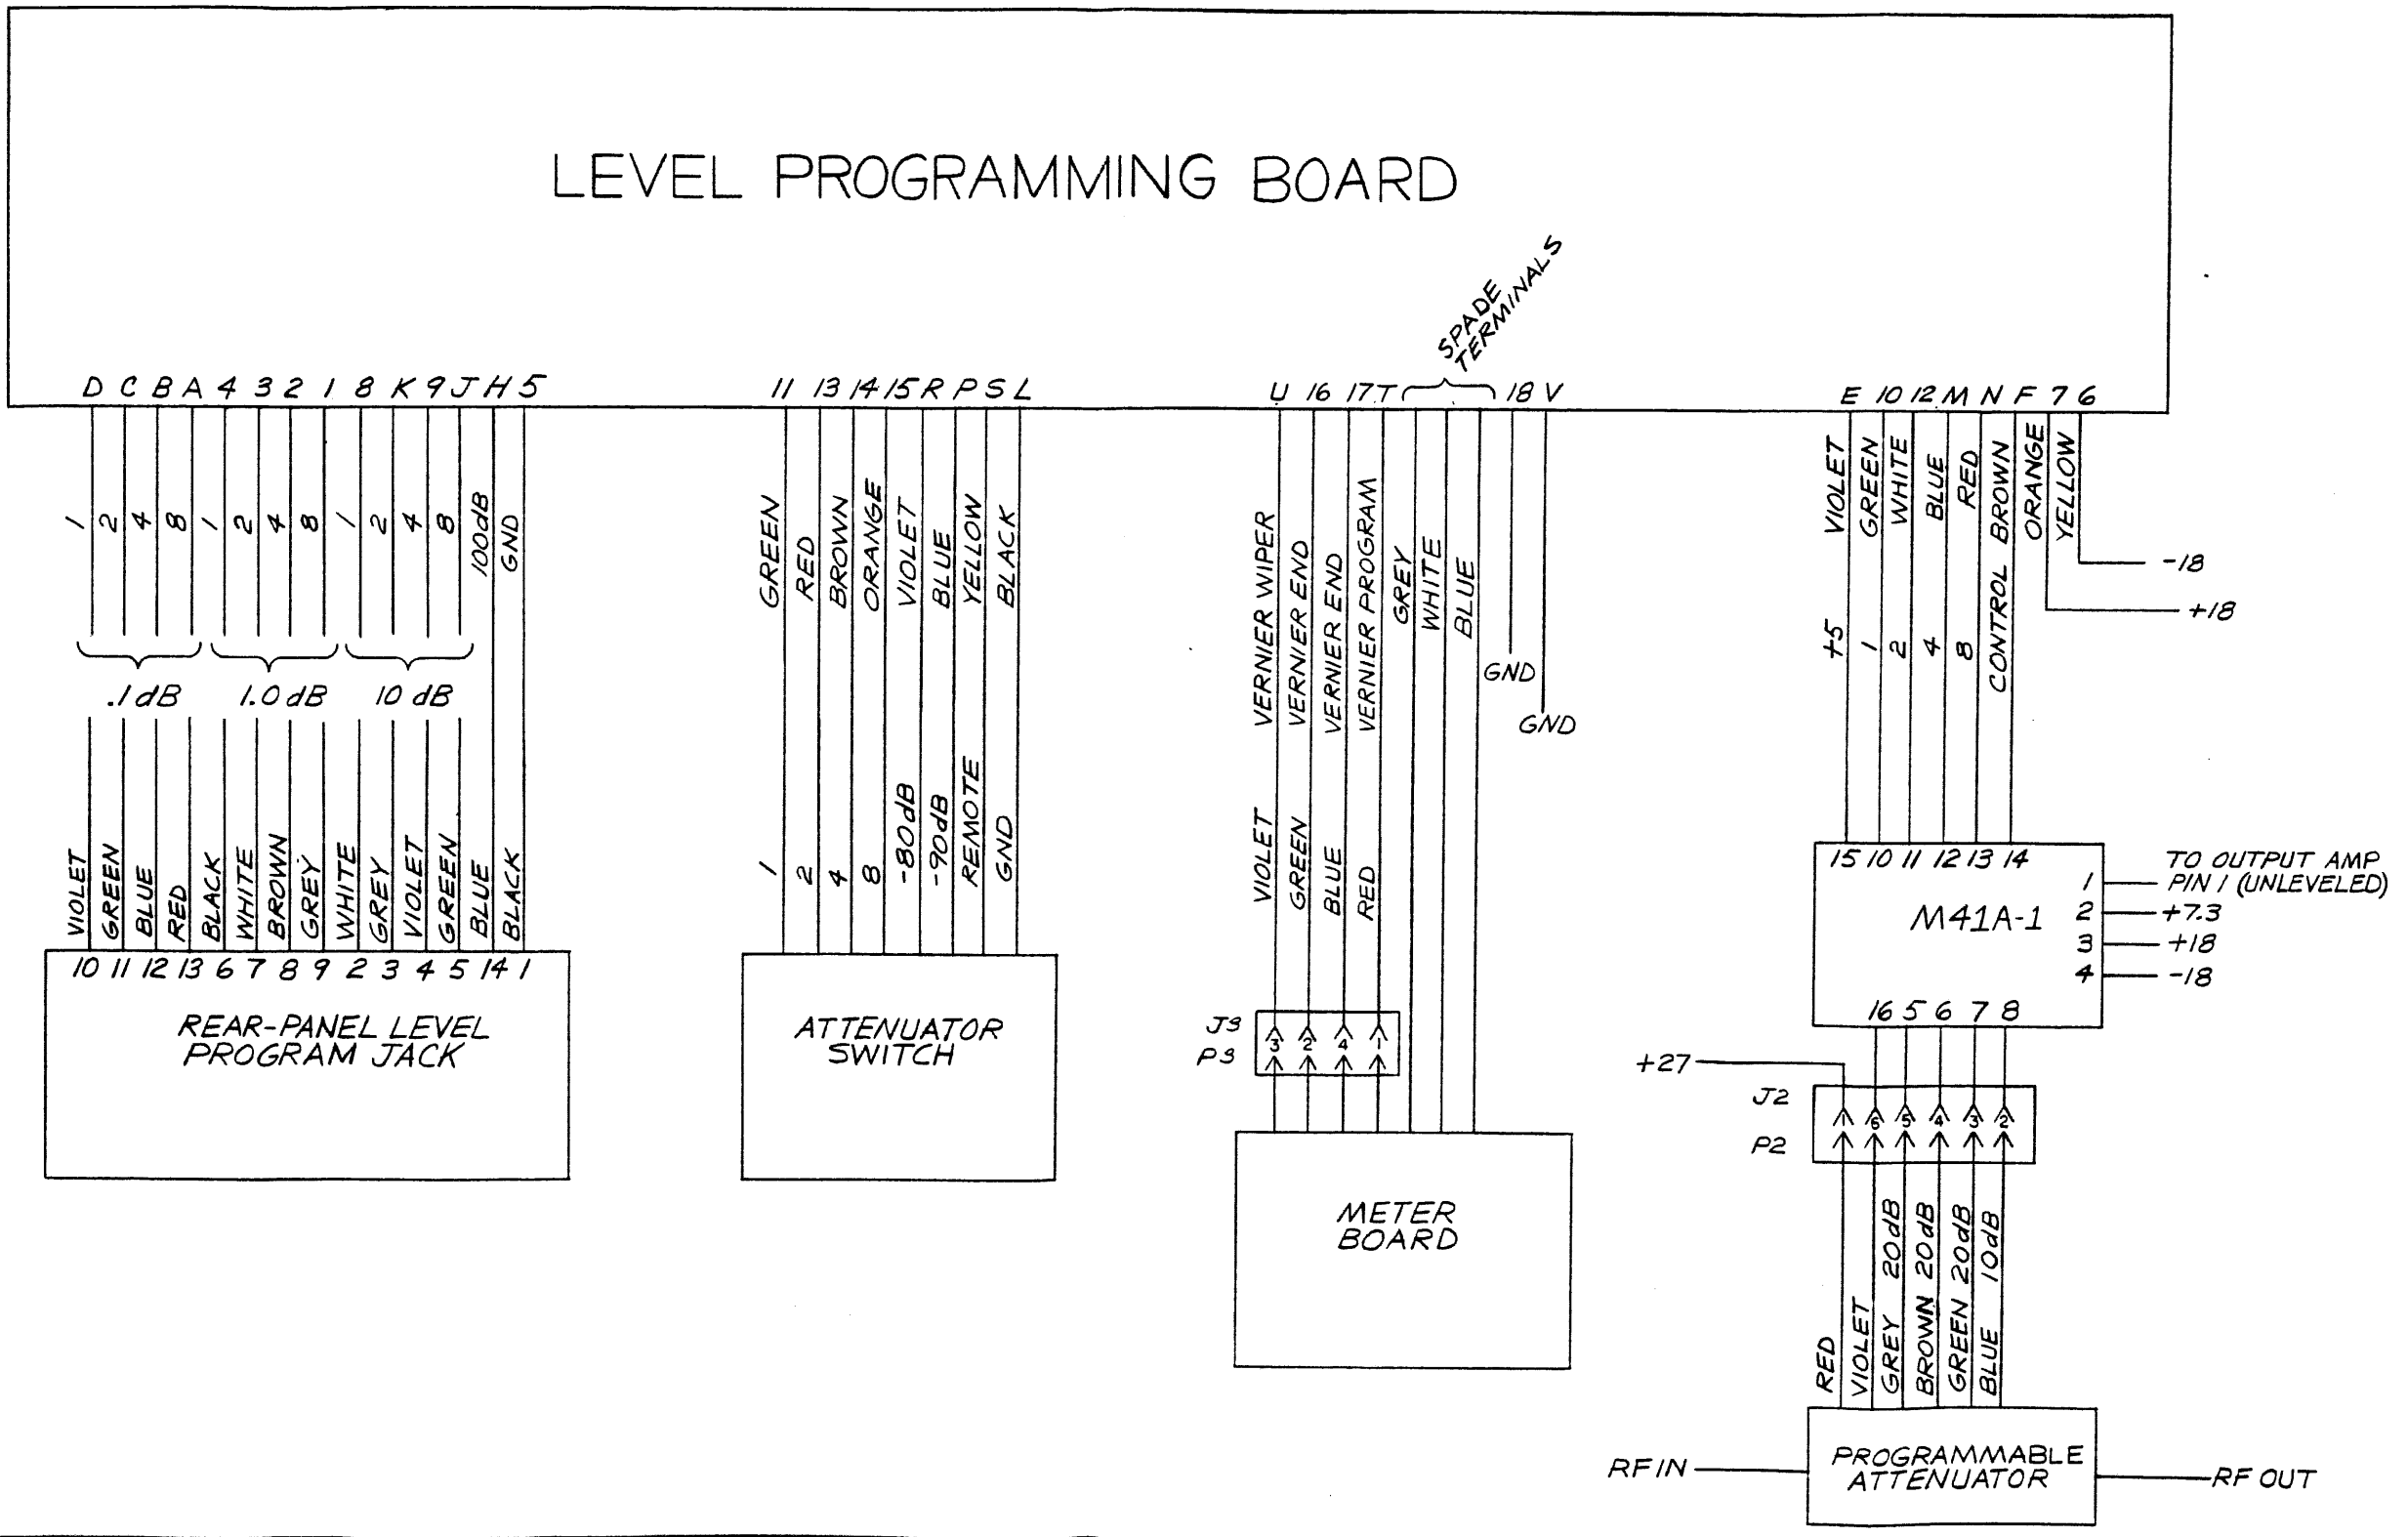 LEVEL PROGRAMMING BOARD
SPADE
TERMINALS
D C B A 4 3 2 1 8 K 9 J H 5
11 13 14 15 R P S L
U 16 17 T 18 V
E 10 12 M N F 7 6
1 2 4 8 1 2 4 8 1 2 4 8 100dB GND
.1dB 1.0dB 10 dB
VIOLET
GREEN
BLUE
RED
BLACK
WHITE
BROWN
GREY
WHITE
GREY
VIOLET
GREEN
BLUE
BLACK
10 11 12 13 6 7 8 9 2 3 4 5 14 1
REAR-PANEL LEVEL
PROGRAM JACK
GREEN
RED
BROWN
ORANGE
VIOLET
BLUE
YELLOW
BLACK
1
2
4
8
-80dB
-90dB
REMOTE
GND
ATTENUATOR
SWITCH
VIOLET VERNIER WIPER
GREEN VERNIER END
BLUE VERNIER END
RED VERNIER PROGRAM
GREY
WHITE
BLUE
GND
GND
J3
P3
3 2 4 1
METER
BOARD
+5 VIOLET
1 GREEN
2 WHITE
4 BLUE
8 RED
CONTROL BROWN
ORANGE
YELLOW
-18
+18
15 10 11 12 13 14
M41A-1
1 TO OUTPUT AMP
PIN 1 (UNLEVELED)
2 +7.3
3 +18
4 -18
16 5 6 7 8
+27
J2
P2
1 6 5 4 3 2
RED
VIOLET
GREY 20dB
BROWN 20dB
GREEN 20dB
BLUE 10dB
RF IN
PROGRAMMABLE
ATTENUATOR
RF OUT